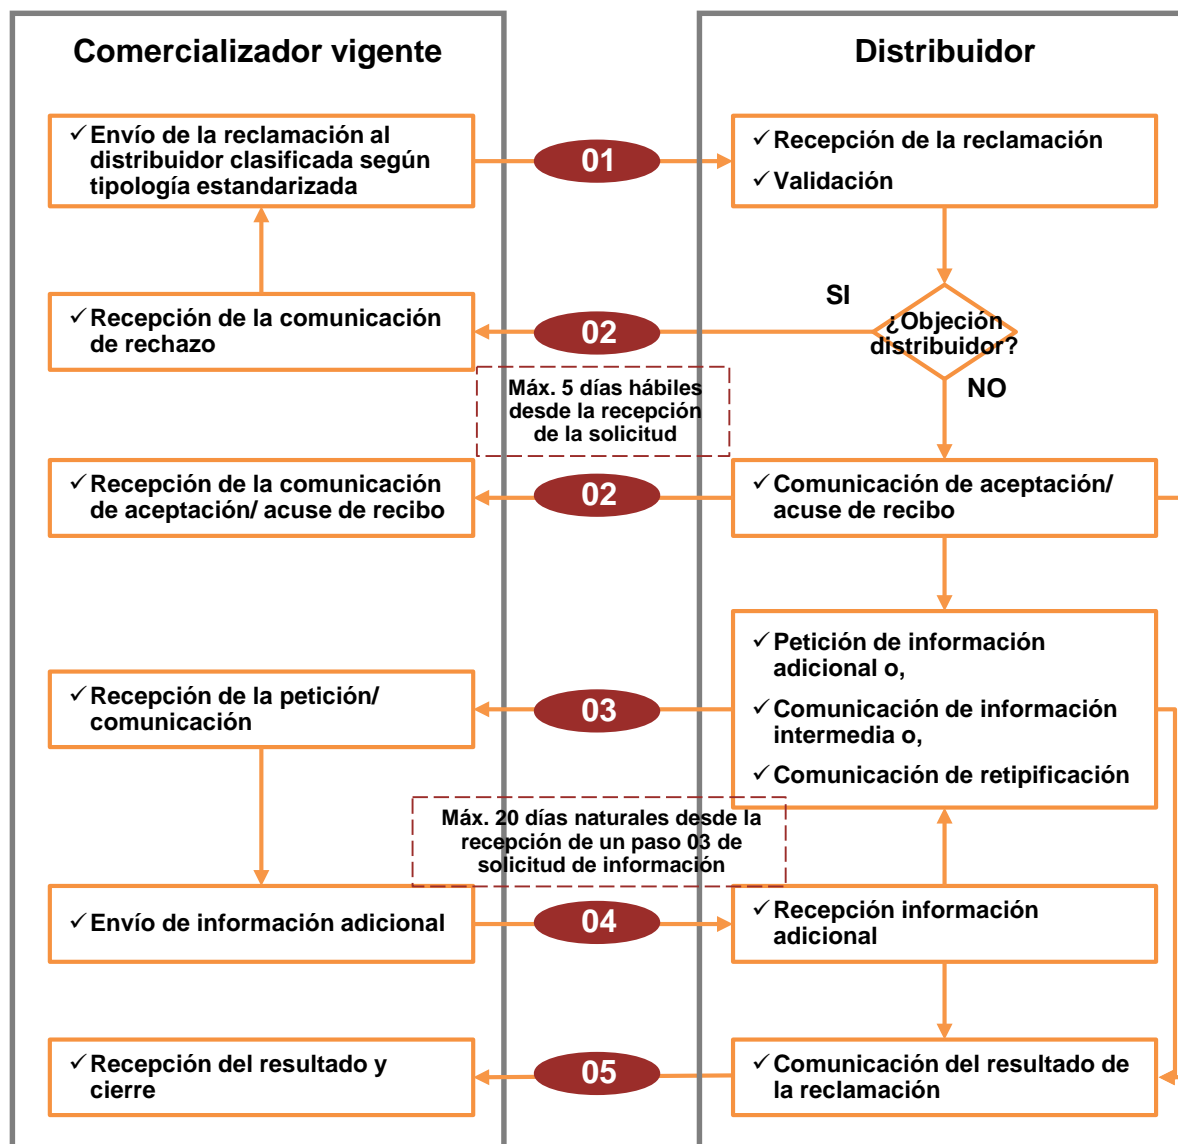 Comercializador vigente
Distribuidor
✓ Envío de la reclamación al
distribuidor clasificada según
tipología estandarizada
01
✓ Recepción de la reclamación
✓ Validación
SI
¿Objeción
distribuidor?
NO
✓ Recepción de la comunicación
de rechazo
02
Máx. 5 días hábiles
desde la recepción
de la solicitud
✓ Recepción de la comunicación
de aceptación/ acuse de recibo
02
✓ Comunicación de aceptación/
acuse de recibo
✓ Petición de información
adicional o,
✓ Comunicación de información
intermedia o,
✓ Comunicación de retipificación
✓ Recepción de la petición/
comunicación
03
Máx. 20 días naturales desde la
recepción de un paso 03 de
solicitud de información
✓ Envío de información adicional
04
✓ Recepción información
adicional
✓ Recepción del resultado y
cierre
05
✓ Comunicación del resultado de
la reclamación